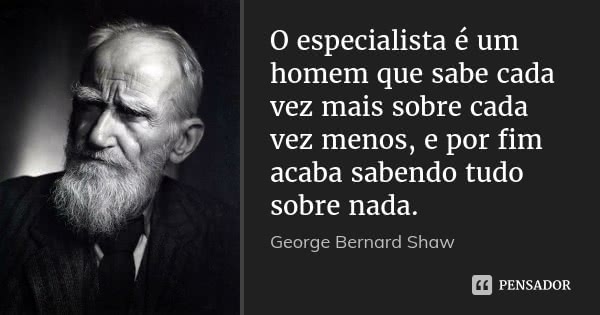 O especialista é um
homem que sabe cada
vez mais sobre cada
vez menos, e por fim
acaba sabendo tudo
sobre nada.
George Bernard Shaw
PENSADOR